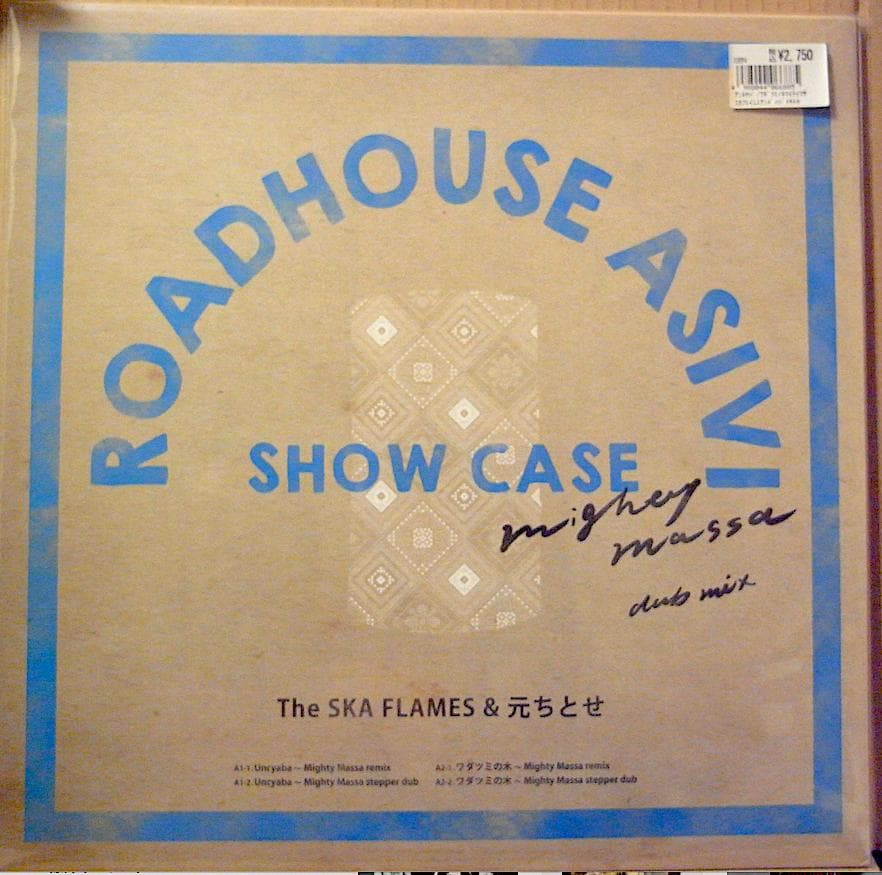 ¥2,750
ROADHOUSE ASIVI
SHOW CASE
mighty
massa
dub mix
The SKA FLAMES & 元ちとせ
A1-1. Uncyaba ~ Mighty Massa remix
A1-2. Uncyaba ~ Mighty Massa stepper dub
A2-1. ワダツミの木 ~ Mighty Massa remix
A2-2. ワダツミの木 ~ Mighty Massa stepper dub